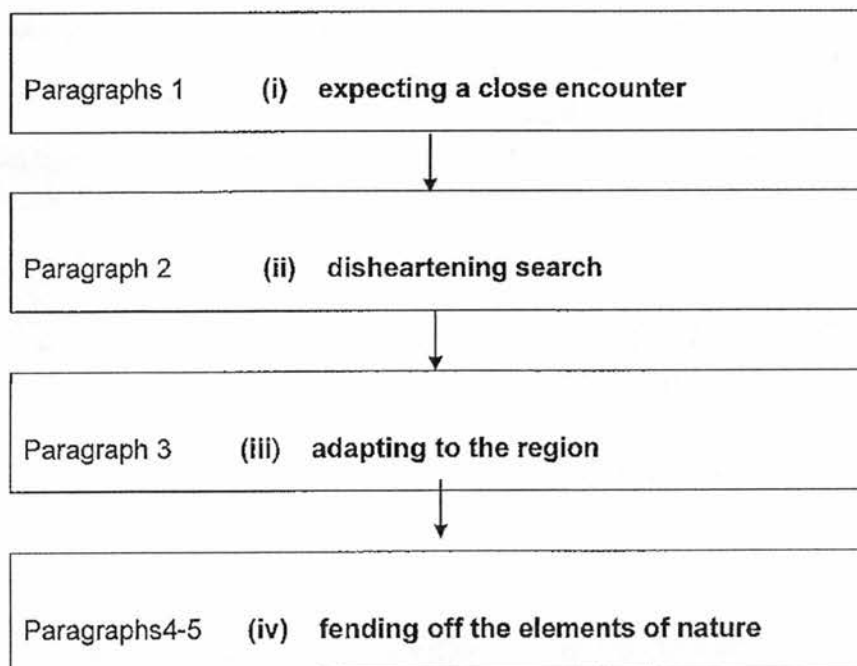 Paragraphs 1 (i) expecting a close encounter
Paragraph 2 (ii) disheartening search
Paragraph 3 (iii) adapting to the region
Paragraphs4-5 (iv) fending off the elements of nature